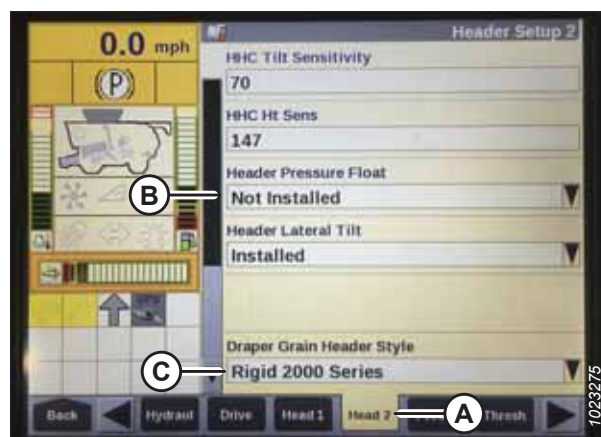 0.0 mph
Header Setup 2
(P)
HHC Tilt Sensitivity
70
HHC Ht Sens
147
Header Pressure Float
B
Not Installed
Header Lateral Tilt
Installed
Draper Grain Header Style
C
Rigid 2000 Series
Back
Hydraul
Drive
Head 1
Head 2
A
Thresh
1023275